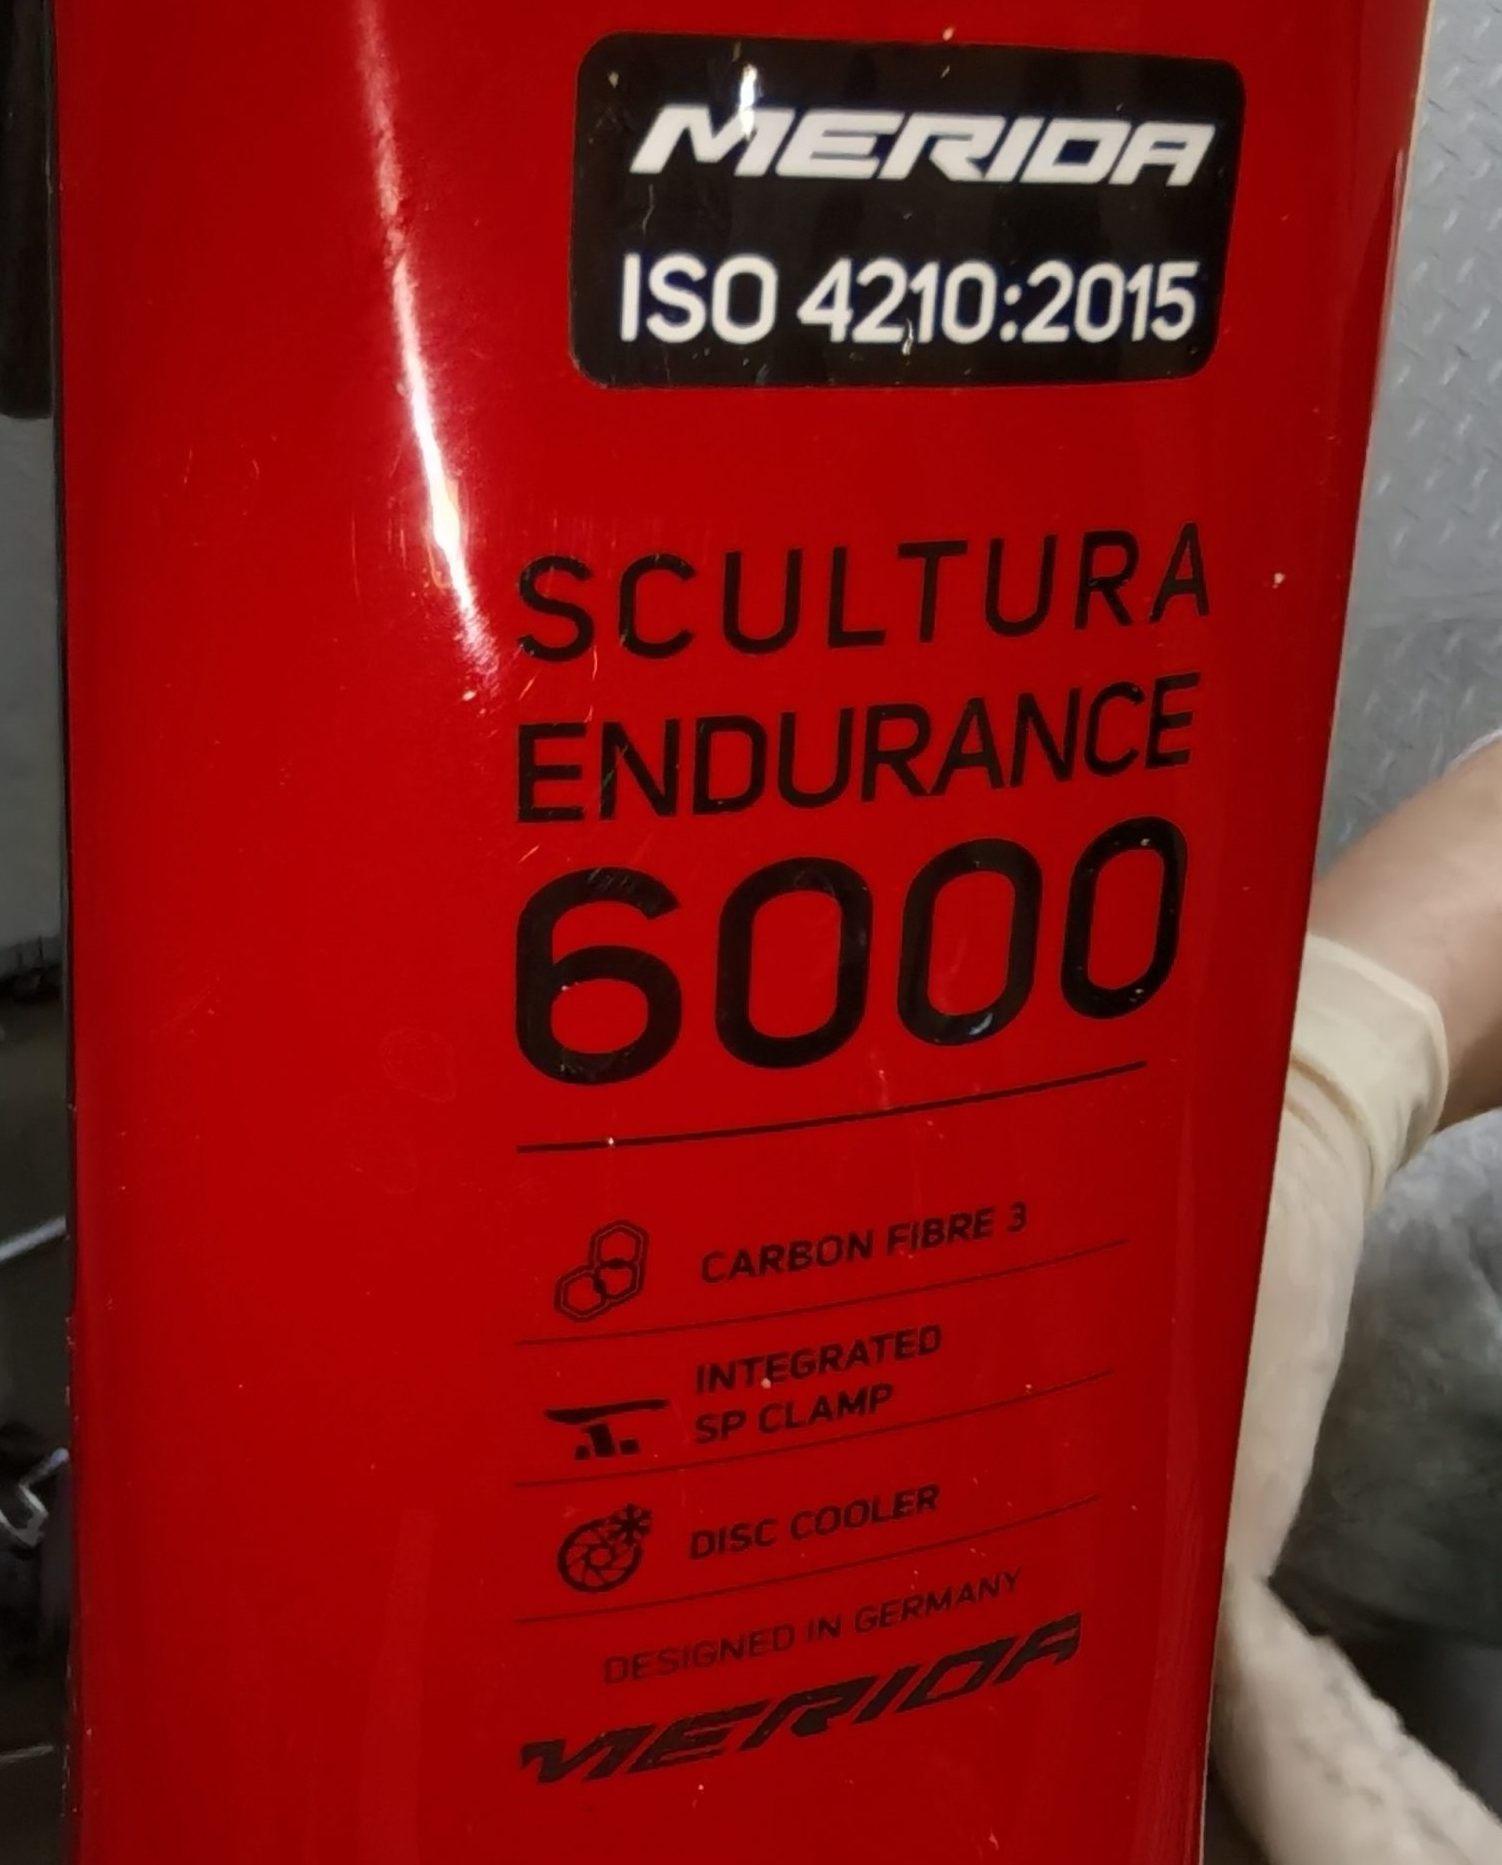 MERIDA
ISO 4210:2015
SCULTURA
ENDURANCE
6000
CARBON FIBRE 3
INTEGRATED
SP CLAMP
DISC COOLER
DESIGNED IN GERMANY
MERIDA